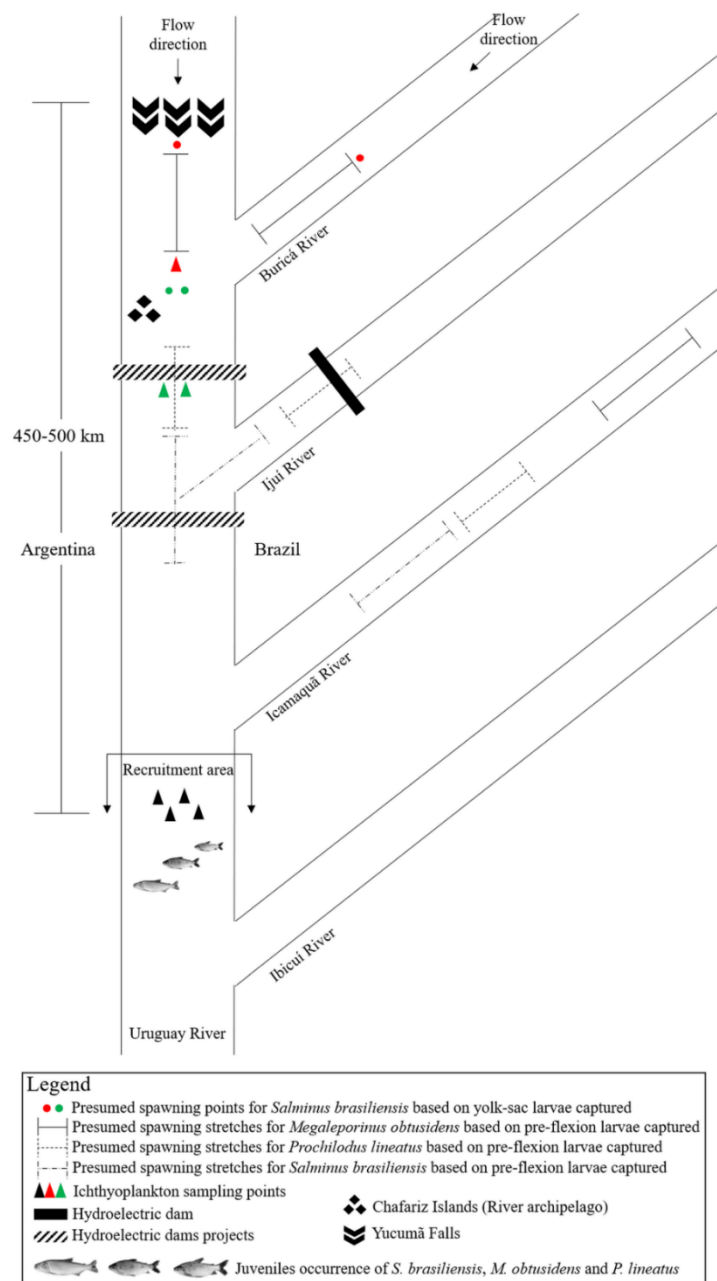 Flow
direction
Flow
direction
Buricá River
450-500 km
Ijuí River
Argentina
Brazil
Icamaquã River
Recruitment area
Ibicuí River
Uruguay River
Legend
Presumed spawning points for Salminus brasiliensis based on yolk-sac larvae captured
Presumed spawning stretches for Megaleporinus obtusidens based on pre-flexion larvae captured
Presumed spawning stretches for Prochilodus lineatus based on pre-flexion larvae captured
Presumed spawning stretches for Salminus brasiliensis based on pre-flexion larvae captured
Ichthyoplankton sampling points
Hydroelectric dam
Chafariz Islands (River archipelago)
Hydroelectric dams projects
Yucumã Falls
Juveniles occurrence of S. brasiliensis, M. obtusidens and P. lineatus